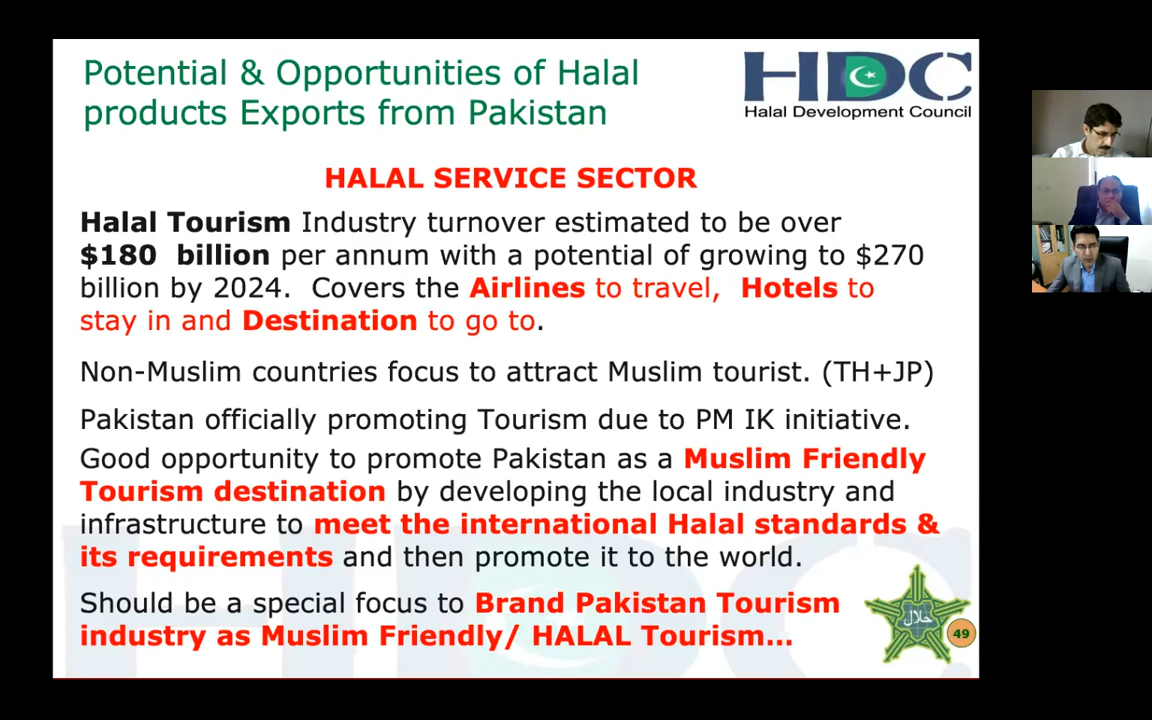 Potential & Opportunities of Halal
products Exports from Pakistan
HDC
Halal Development Council
HALAL SERVICE SECTOR
Halal Tourism Industry turnover estimated to be over
$180 billion per annum with a potential of growing to $270
billion by 2024. Covers the Airlines to travel, Hotels to
stay in and Destination to go to.
Non-Muslim countries focus to attract Muslim tourist. (TH+JP)
Pakistan officially promoting Tourism due to PM IK initiative.
Good opportunity to promote Pakistan as a Muslim Friendly
Tourism destination by developing the local industry and
infrastructure to meet the international Halal standards &
its requirements and then promote it to the world.
Should be a special focus to Brand Pakistan Tourism
industry as Muslim Friendly/ HALAL Tourism...
حلال
49